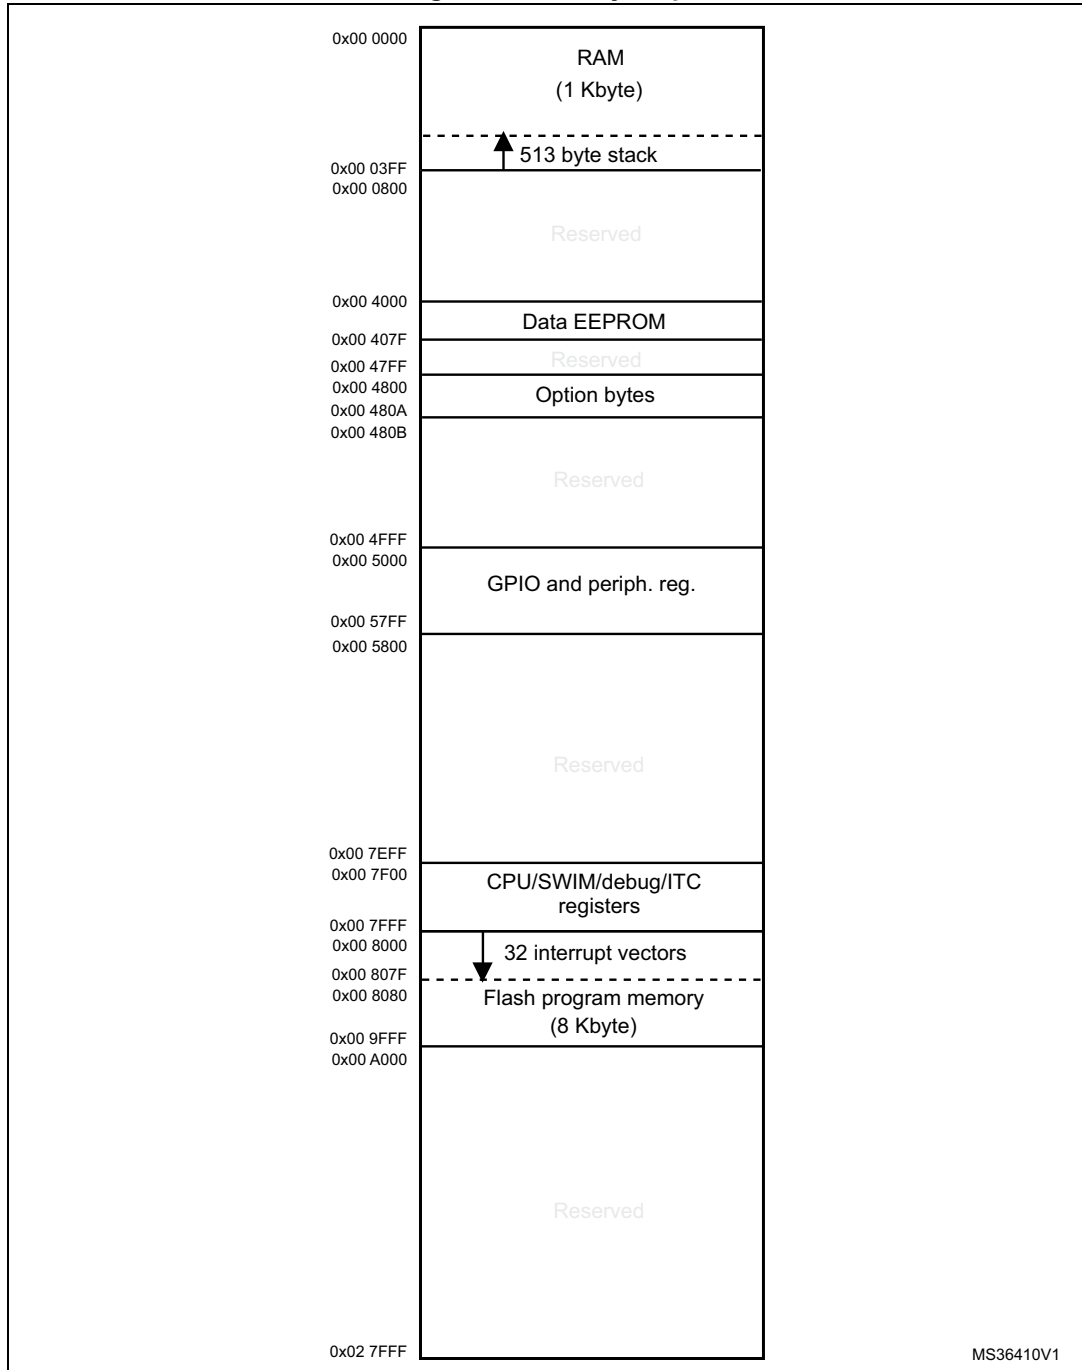 0x00 0000
RAM
(1 Kbyte)
513 byte stack
0x00 03FF
0x00 0800
Reserved
0x00 4000
Data EEPROM
0x00 407F
Reserved
0x00 47FF
0x00 4800
Option bytes
0x00 480A
0x00 480B
Reserved
0x00 4FFF
0x00 5000
GPIO and periph. reg.
0x00 57FF
0x00 5800
Reserved
0x00 7EFF
0x00 7F00
CPU/SWIM/debug/ITC
registers
0x00 7FFF
0x00 8000
32 interrupt vectors
0x00 807F
0x00 8080
Flash program memory
(8 Kbyte)
0x00 9FFF
0x00 A000
Reserved
0x02 7FFF
MS36410V1